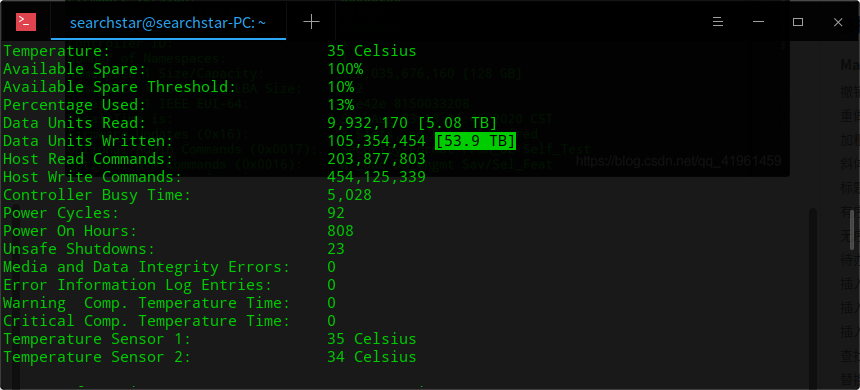 searchstar@searchstar-PC: ~
Temperature: 35 Celsius
Available Spare: 100%
Available Spare Threshold: 10%
Percentage Used: 13%
Data Units Read: 9,932,170 [5.08 TB]
Data Units Written: 105,354,454 [53.9 TB]
Host Read Commands: 203,877,803
https://blog.csdn.net/qq_41961459
Host Write Commands: 454,125,339
Controller Busy Time: 5,028
Power Cycles: 92
Power On Hours: 808
Unsafe Shutdowns: 23
Media and Data Integrity Errors: 0
Error Information Log Entries: 0
Warning  Comp. Temperature Time: 0
Critical Comp. Temperature Time: 0
Temperature Sensor 1: 35 Celsius
Temperature Sensor 2: 34 Celsius